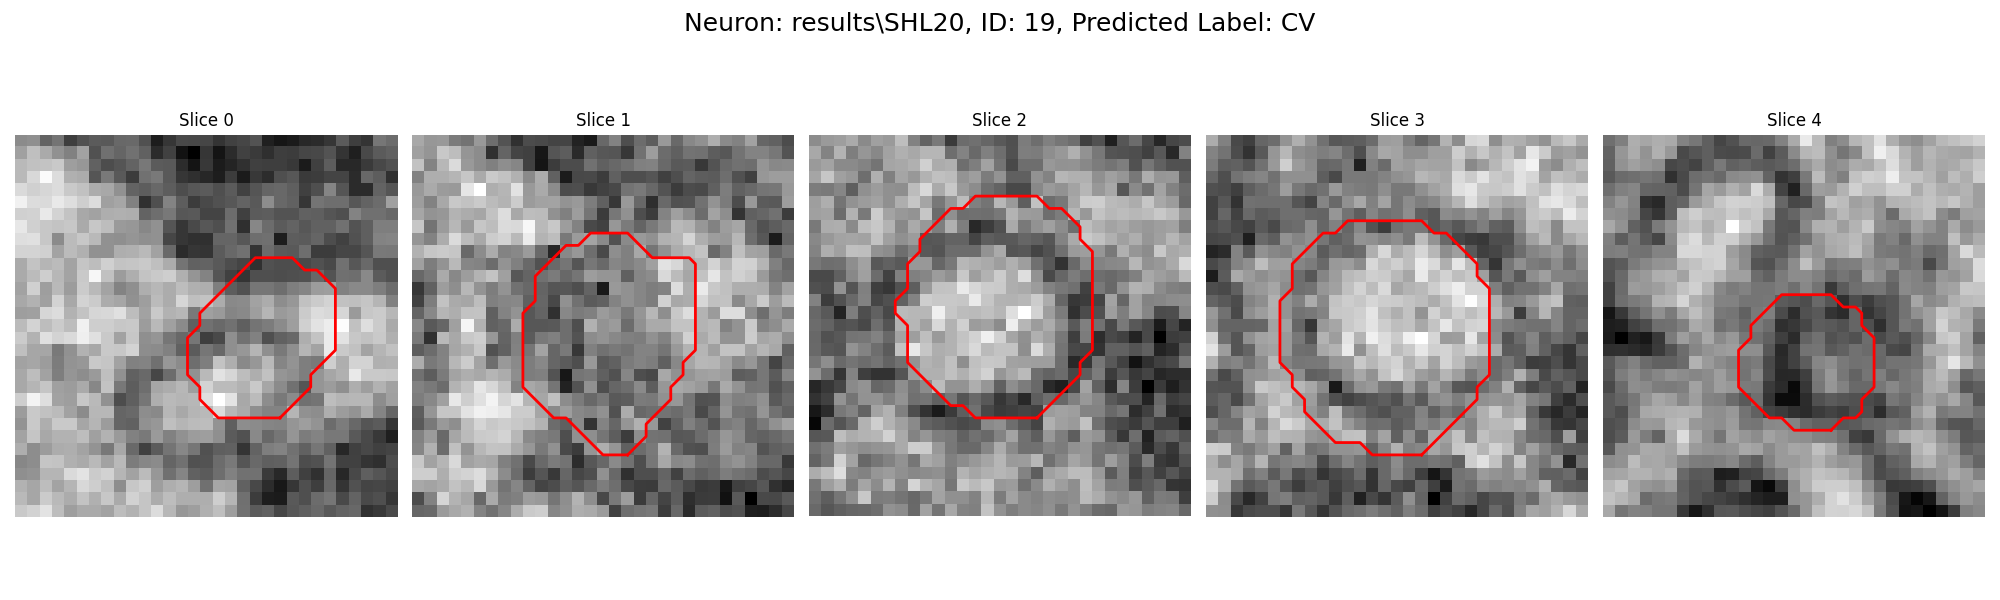 Neuron: results\SHL20, ID: 19, Predicted Label: CV
Slice 0
Slice 1
Slice 2
Slice 3
Slice 4